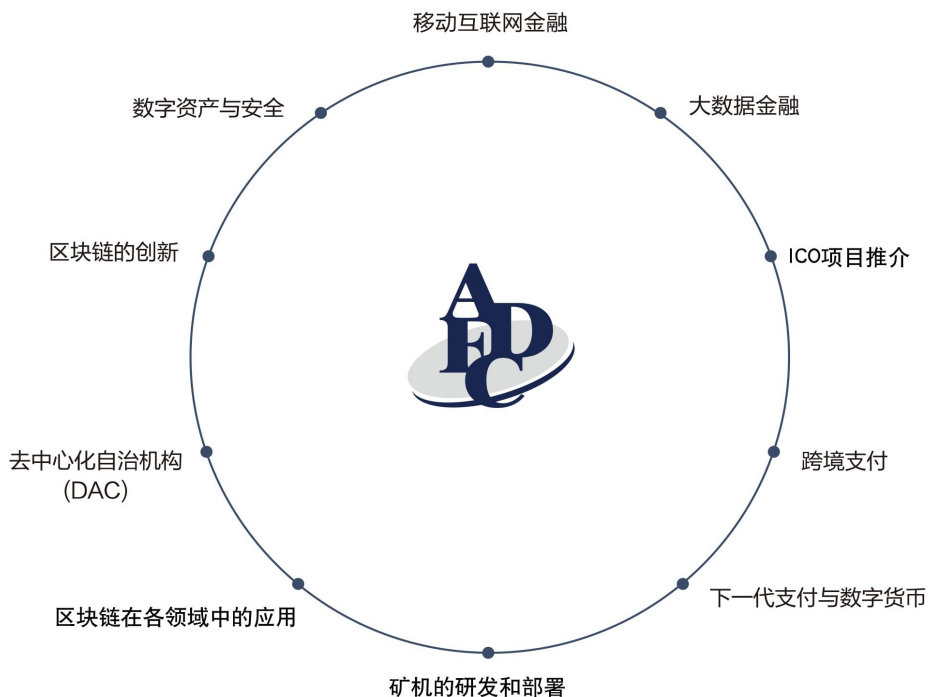 移动互联网金融
数字资产与安全
大数据金融
区块链的创新
ICO项目推介
AFDC
去中心化自治机构
(DAC)
跨境支付
下一代支付与数字货币
区块链在各领域中的应用
矿机的研发和部署